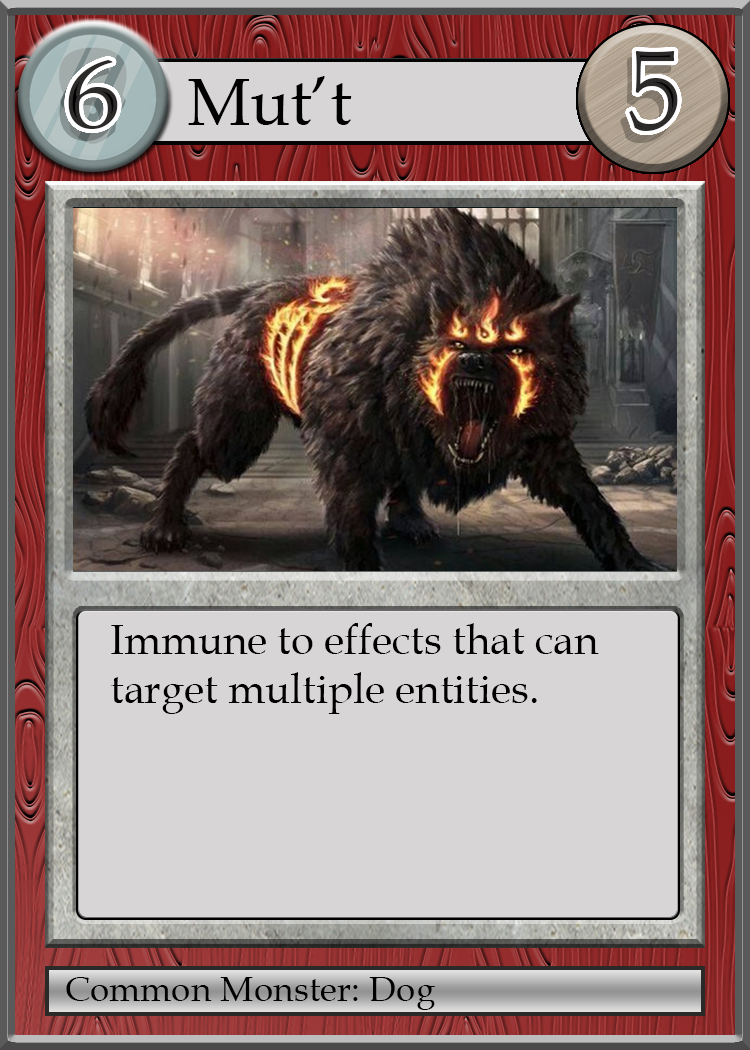 6
Mut't
5
Immune to effects that can
target multiple entities.
Common Monster: Dog